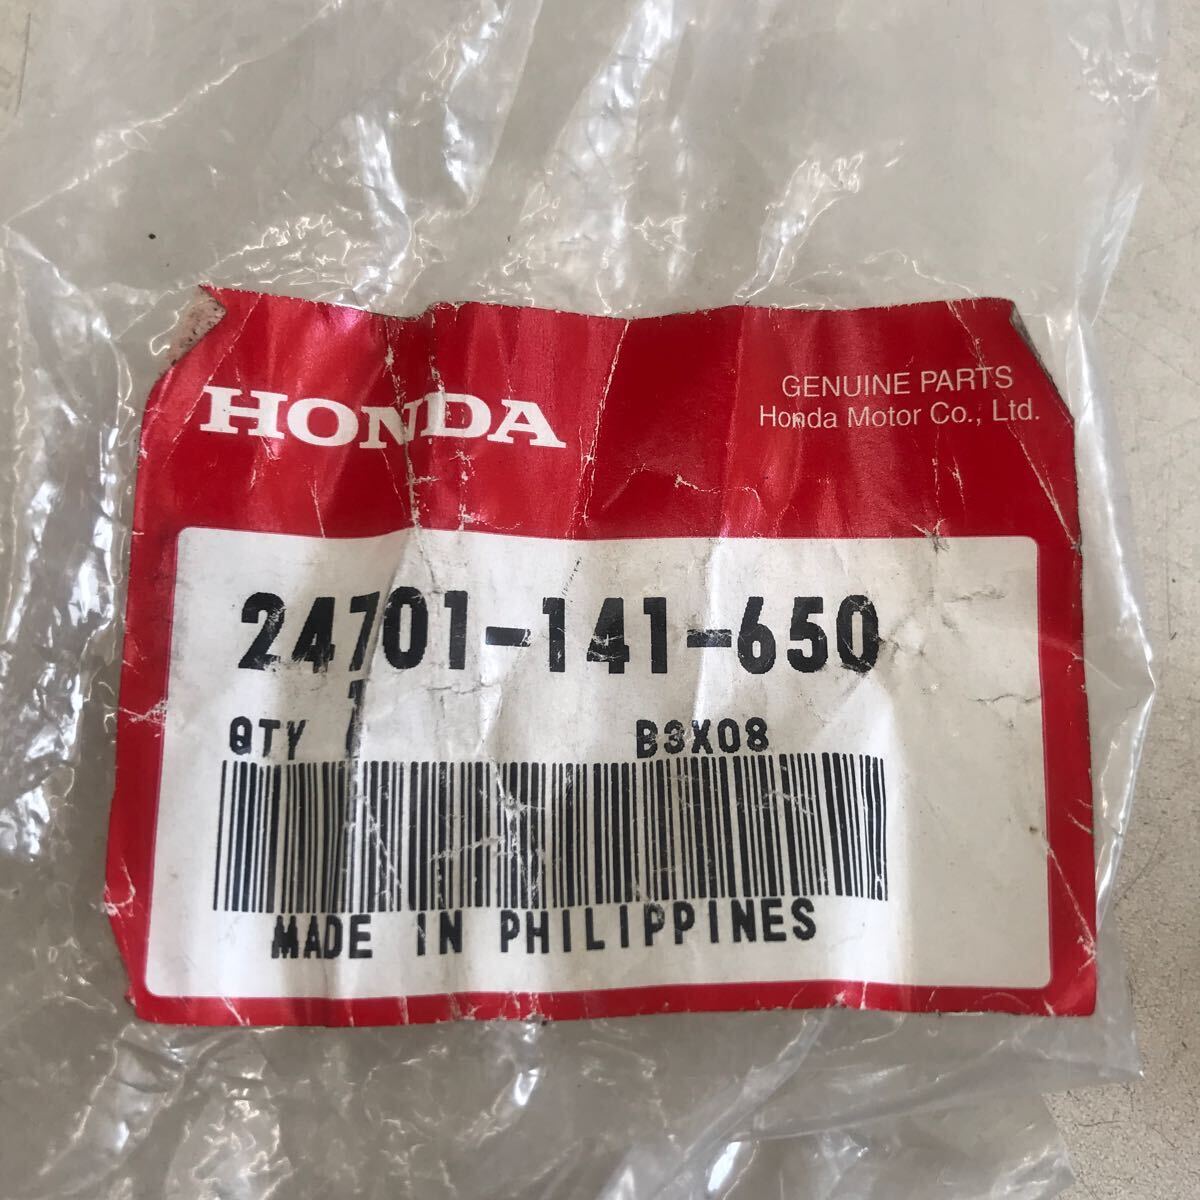 HONDA
GENUINE PARTS
Honda Motor Co., Ltd.
24701-141-650
QTY 1 B3X08
MADE IN PHILIPPINES